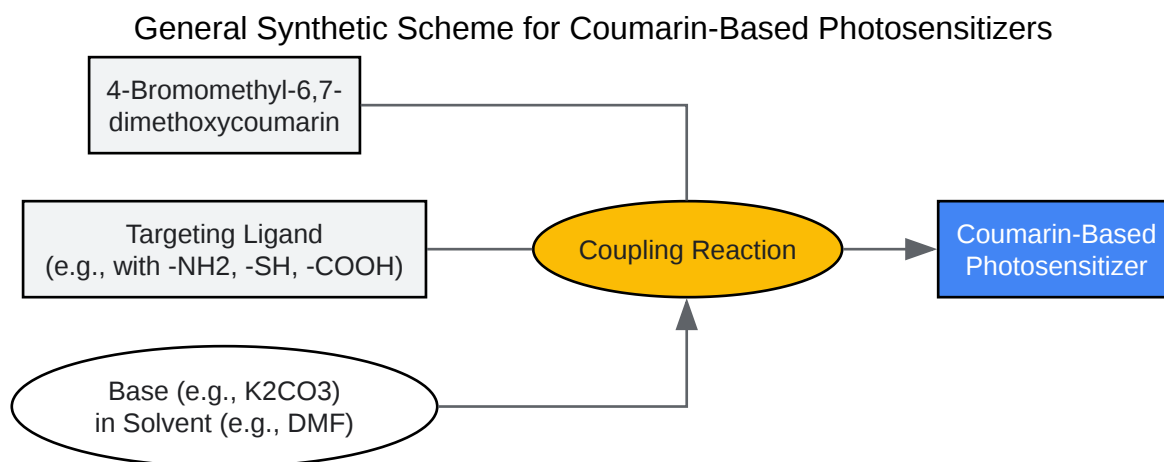 General Synthetic Scheme for Coumarin-Based Photosensitizers
4-Bromomethyl-6,7-
dimethoxycoumarin
Targeting Ligand
(e.g., with -NH2, -SH, -COOH)
Coupling Reaction
Coumarin-Based
Photosensitizer
Base (e.g., K2CO3)
in Solvent (e.g., DMF)